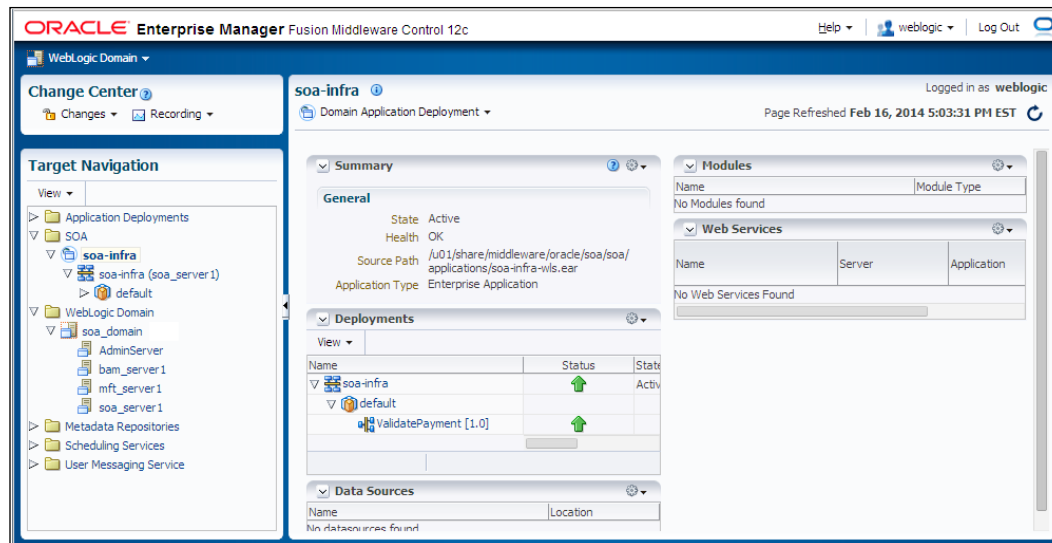 ORACLE Enterprise Manager Fusion Middleware Control 12c
Help
weblogic
Log Out
WebLogic Domain
Change Center
Changes
Recording
Target Navigation
View
Application Deployments
SOA
soa-infra
soa-infra (soa_server1)
default
WebLogic Domain
soa_domain
AdminServer
bam_server1
mft_server1
soa_server1
Metadata Repositories
Scheduling Services
User Messaging Service
soa-infra
Logged in as weblogic
Domain Application Deployment
Page Refreshed Feb 16, 2014 5:03:31 PM EST
Summary
General
State Active
Health OK
Source Path /u01/share/middleware/oracle/soa/soa/
applications/soa-infra-wls.ear
Application Type Enterprise Application
Deployments
View
Name Status State
soa-infra Activ
default
ValidatePayment [1.0]
Data Sources
Name Location
No datasources found
Modules
Name Module Type
No Modules found
Web Services
Name Server Application
No Web Services Found